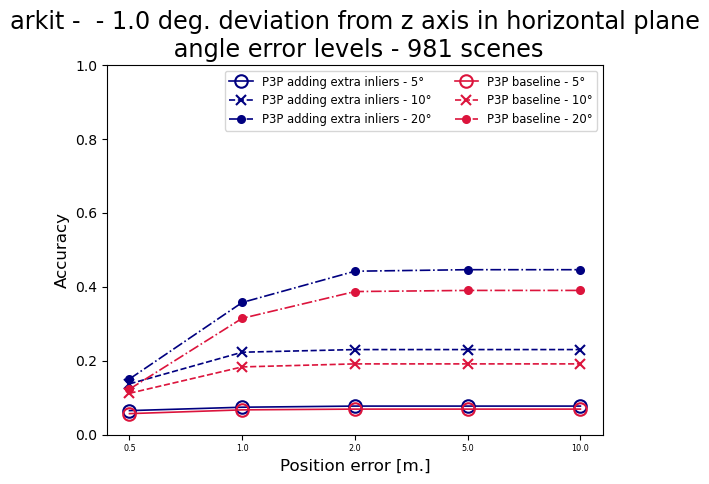 arkit -  - 1.0 deg. deviation from z axis in horizontal plane
angle error levels - 981 scenes
1.0
0.8
0.6
0.4
0.2
0.0
Accuracy
P3P adding extra inliers - 5°
P3P adding extra inliers - 10°
P3P adding extra inliers - 20°
P3P baseline - 5°
P3P baseline - 10°
P3P baseline - 20°
0.5 1.0 2.0 5.0 10.0
Position error [m.]